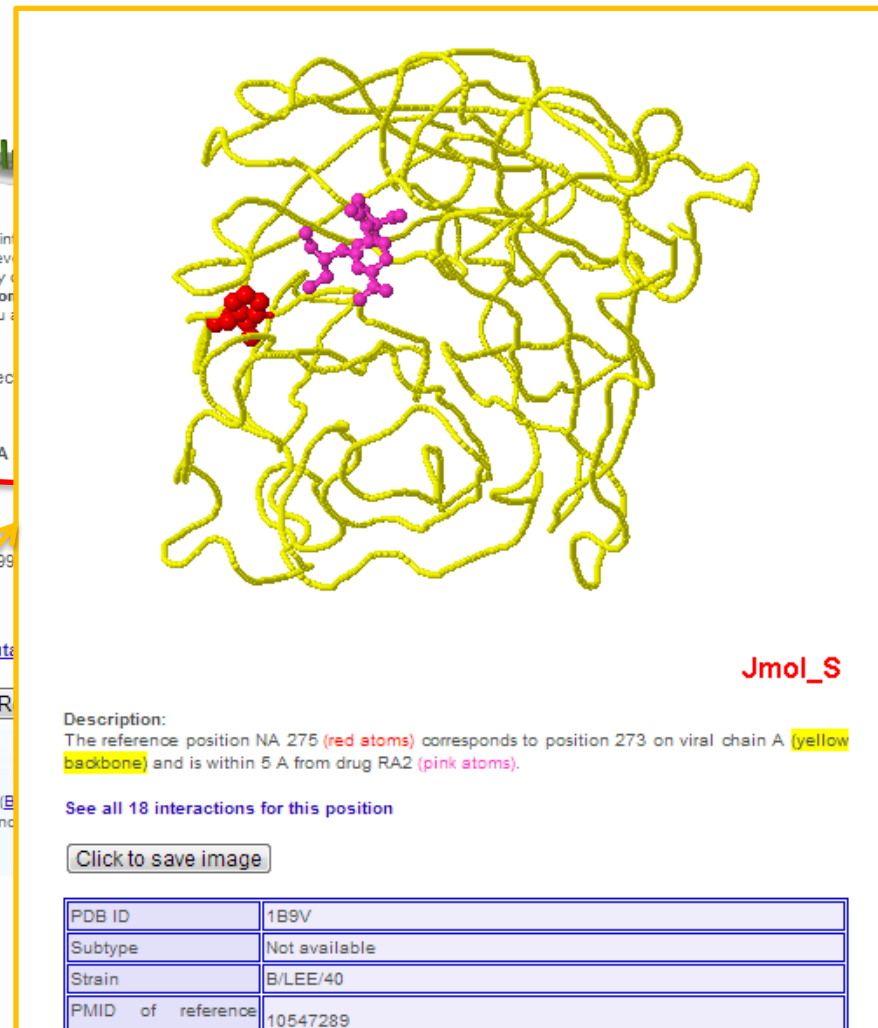 Jmol_S
Description:
The reference position NA 275 (red atoms) corresponds to position 273 on viral chain A (yellow
backbone) and is within 5 A from drug RA2 (pink atoms).
See all 18 interactions for this position
Click to save image
PDB ID 1B9V
Subtype Not available
Strain B/LEE/40
PMID of reference 10547289